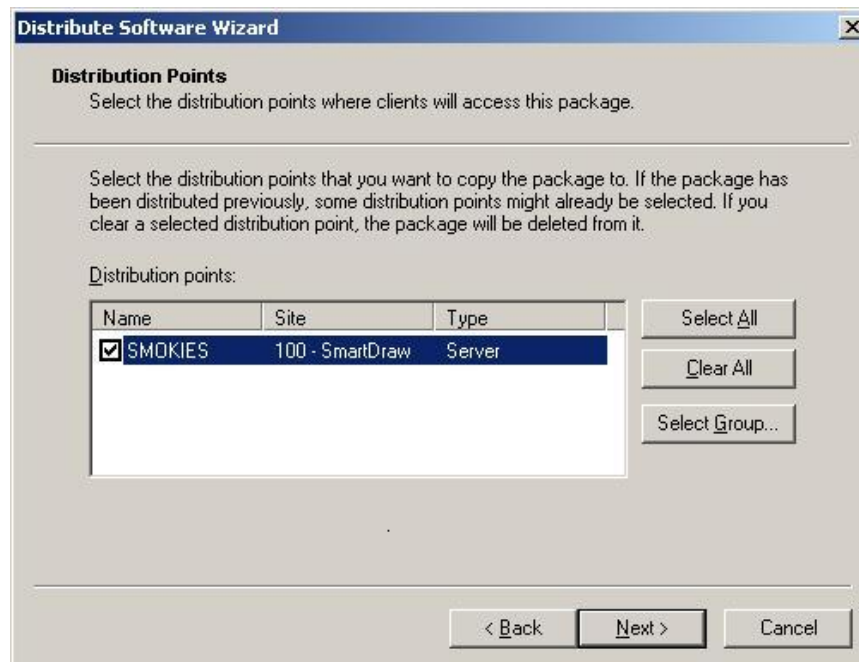 Distribute Software Wizard
Distribution Points
Select the distribution points where clients will access this package.
Select the distribution points that you want to copy the package to. If the package has
been distributed previously, some distribution points might already be selected. If you
clear a selected distribution point, the package will be deleted from it.
Distribution points:
Name Site Type
SMOKIES 100 - SmartDraw Server
Select All
Clear All
Select Group...
< Back Next > Cancel